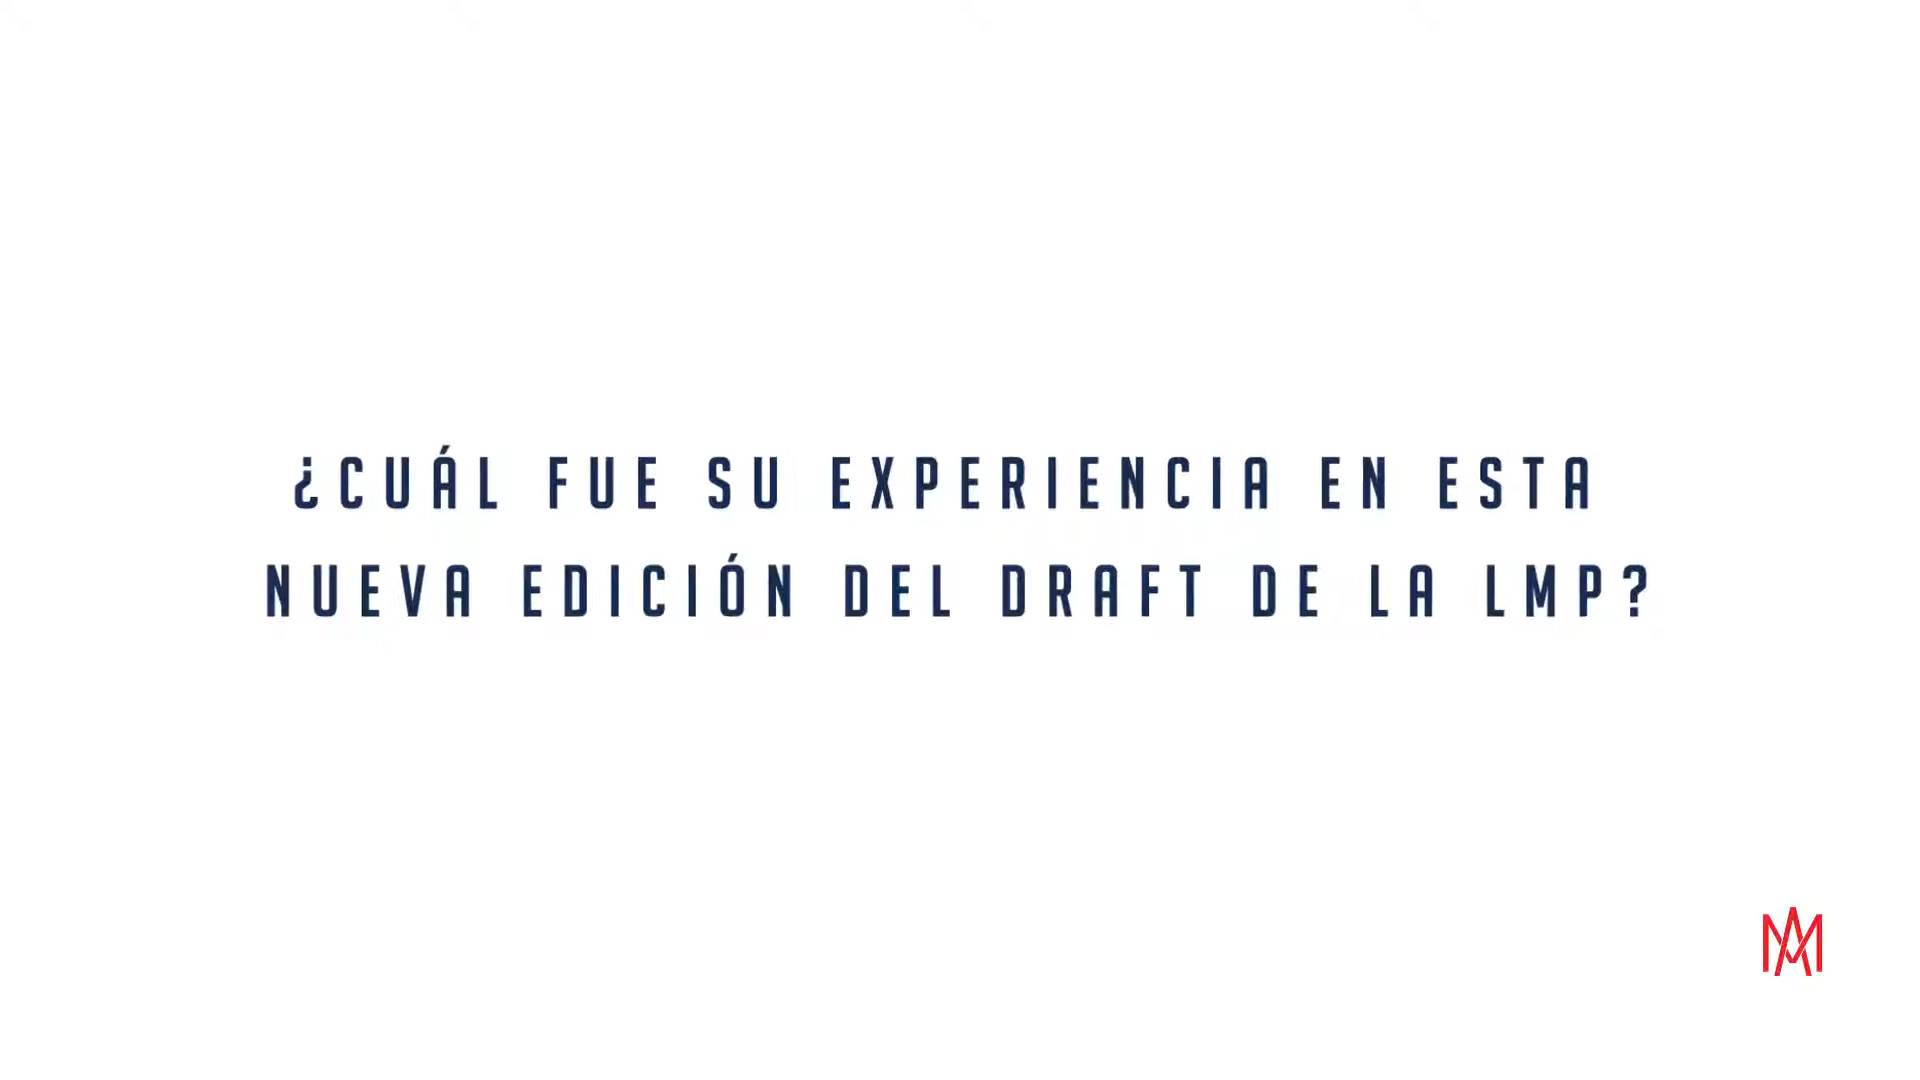 ¿CUÁL FUE SU EXPERIENCIA EN ESTA
NUEVA EDICIÓN DEL DRAFT DE LA LMP?